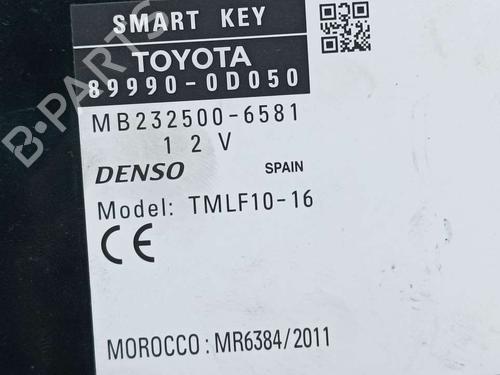 SMART KEY
TOYOTA
89990-0D050
MB232500-6581
12V
DENSO SPAIN
Model: TMLF10-16
CE
MOROCCO: MR6384/2011
B-PARTS